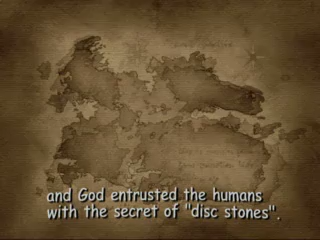 and God entrusted the humans
with the secret of "disc stones".